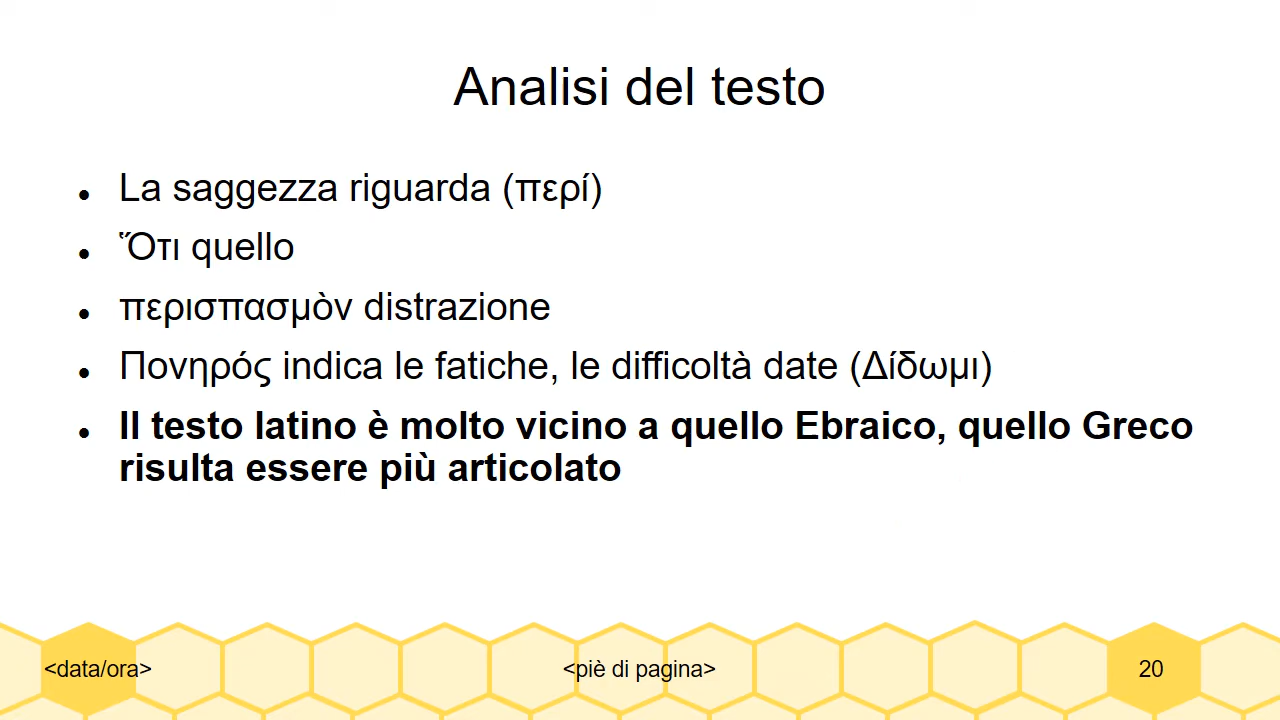 Analisi del testo
La saggezza riguarda (περί)
Ὅτι quello
περισπασμὸν distrazione
Πονηρός indica le fatiche, le difficoltà date (Δίδωμι)
Il testo latino è molto vicino a quello Ebraico, quello Greco
risulta essere più articolato
<data/ora>
<piè di pagina>
20